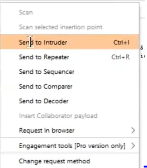 Scan
Scan selected insertion point
Send to Intruder Ctrl+I
Send to Repeater Ctrl+R
Send to Sequencer
Send to Comparer
Send to Decoder
Insert Collaborator payload
Request in browser >
Engagement tools [Pro version only] >
Change request method